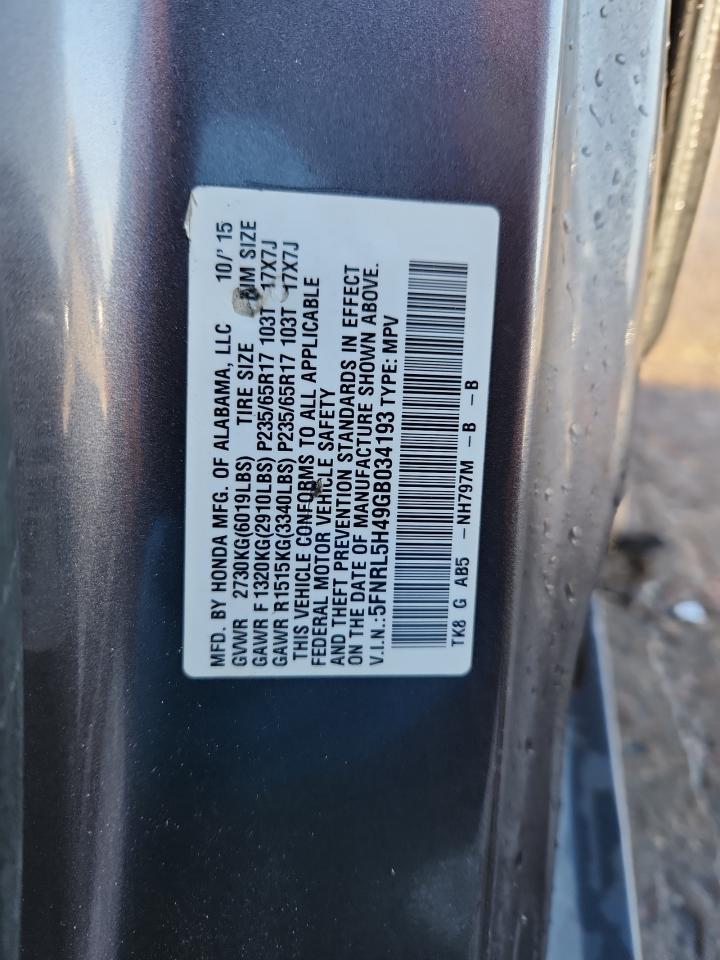 MFD. BY HONDA MFG. OF ALABAMA, LLC 10/' 15
GVWR 2730KG(6019LBS) TIRE SIZE RIM SIZE
GAWR F 1320KG(2910LBS) P235/65R17 103T 17X7J
GAWR R1515KG(3340LBS) P235/65R17 103T 17X7J
THIS VEHICLE CONFORMS TO ALL APPLICABLE
FEDERAL MOTOR VEHICLE SAFETY
AND THEFT PREVENTION STANDARDS IN EFFECT
ON THE DATE OF MANUFACTURE SHOWN ABOVE.
V.I.N.:5FNRL5H49GB034193 TYPE: MPV
TK8 G AB5 -NH797M -B -B